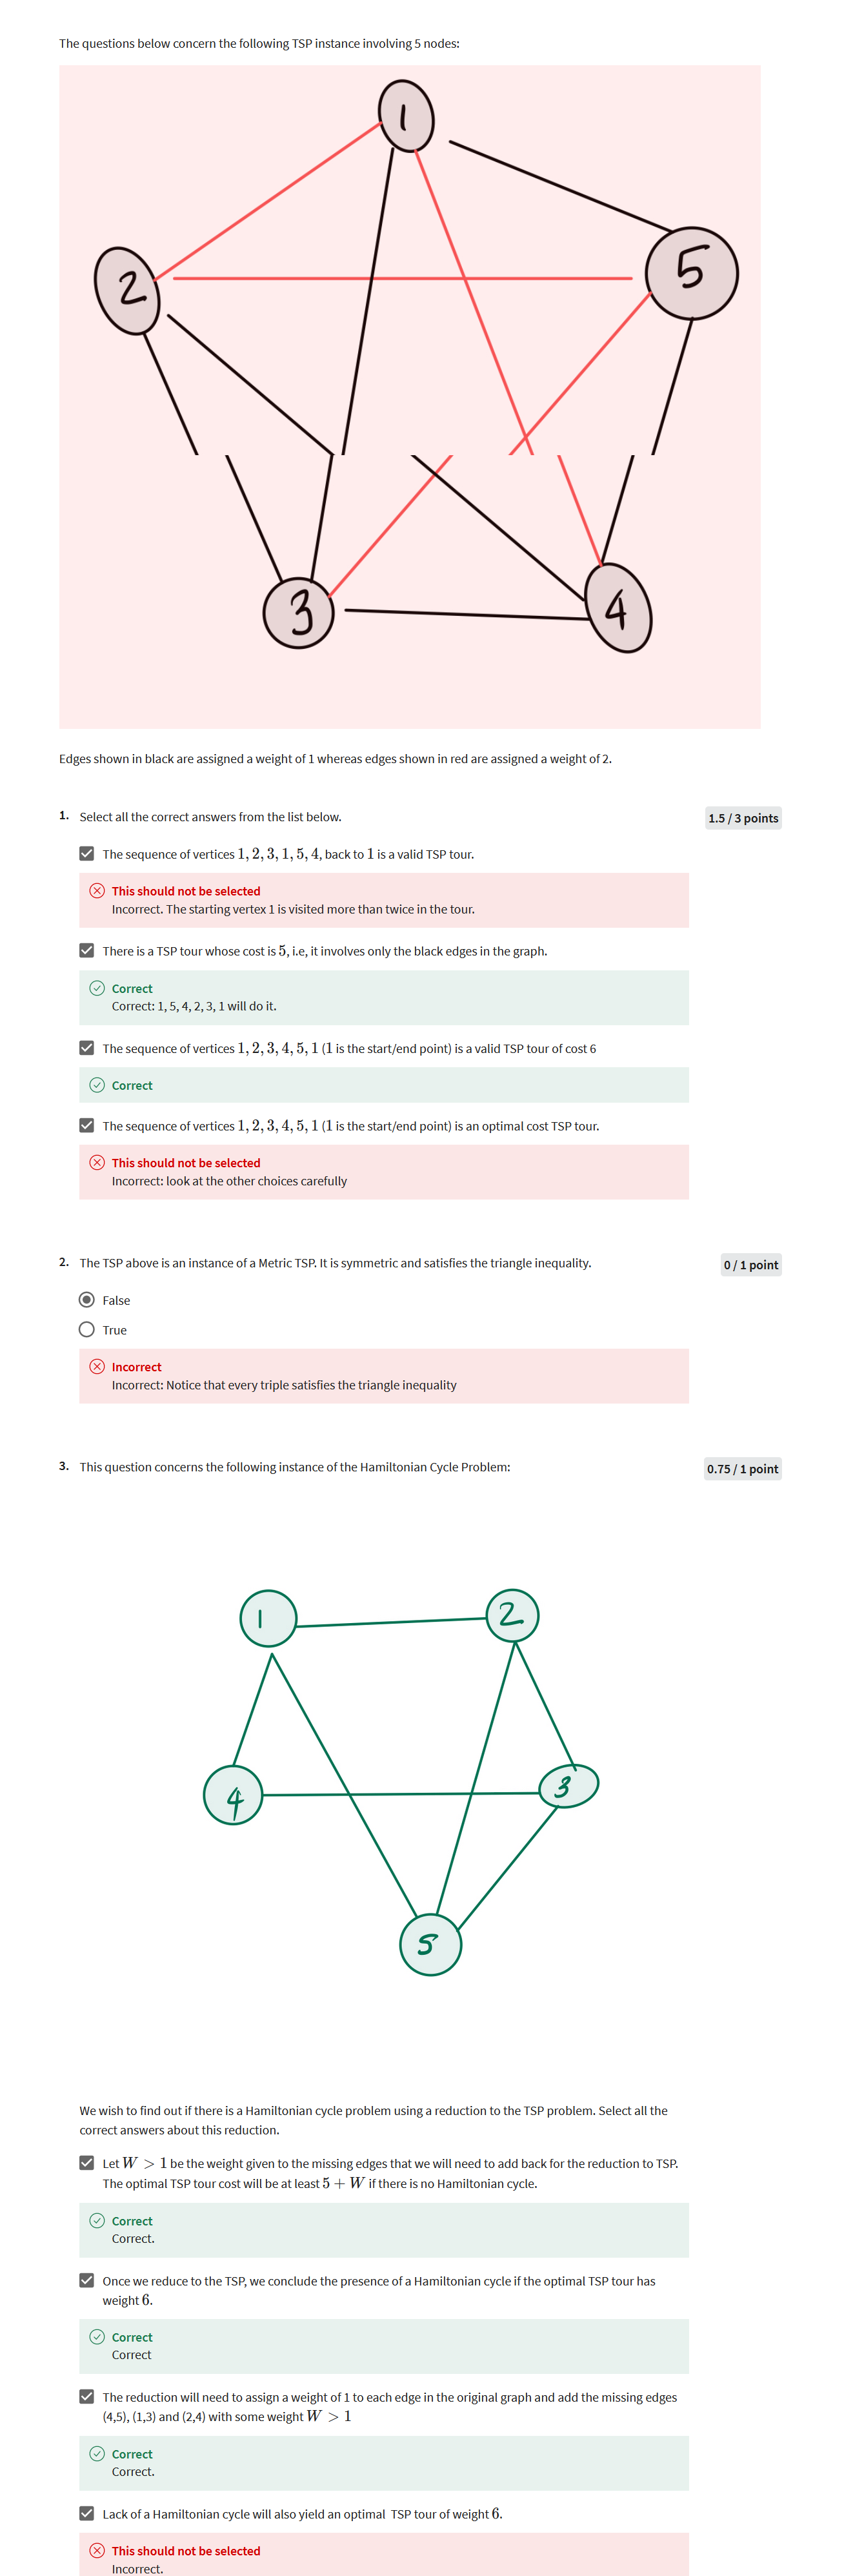 The questions below concern the following TSP instance involving 5 nodes:
1
2
5
3
4
Edges shown in black are assigned a weight of 1 whereas edges shown in red are assigned a weight of 2.
1. Select all the correct answers from the list below.
1.5 / 3 points
The sequence of vertices 1, 2, 3, 1, 5, 4, back to 1 is a valid TSP tour.
This should not be selected
Incorrect. The starting vertex 1 is visited more than twice in the tour.
There is a TSP tour whose cost is 5, i.e, it involves only the black edges in the graph.
Correct
Correct: 1, 5, 4, 2, 3, 1 will do it.
The sequence of vertices 1, 2, 3, 4, 5, 1 (1 is the start/end point) is a valid TSP tour of cost 6
Correct
The sequence of vertices 1, 2, 3, 4, 5, 1 (1 is the start/end point) is an optimal cost TSP tour.
This should not be selected
Incorrect: look at the other choices carefully
2. The TSP above is an instance of a Metric TSP. It is symmetric and satisfies the triangle inequality.
0 / 1 point
False
True
Incorrect
Incorrect: Notice that every triple satisfies the triangle inequality
3. This question concerns the following instance of the Hamiltonian Cycle Problem:
0.75 / 1 point
1
2
4
3
5
We wish to find out if there is a Hamiltonian cycle problem using a reduction to the TSP problem. Select all the
correct answers about this reduction.
Let W > 1 be the weight given to the missing edges that we will need to add back for the reduction to TSP.
The optimal TSP tour cost will be at least 5 + W if there is no Hamiltonian cycle.
Correct
Correct.
Once we reduce to the TSP, we conclude the presence of a Hamiltonian cycle if the optimal TSP tour has
weight 6.
Correct
Correct
The reduction will need to assign a weight of 1 to each edge in the original graph and add the missing edges
(4,5), (1,3) and (2,4) with some weight W > 1
Correct
Correct.
Lack of a Hamiltonian cycle will also yield an optimal TSP tour of weight 6.
This should not be selected
Incorrect.